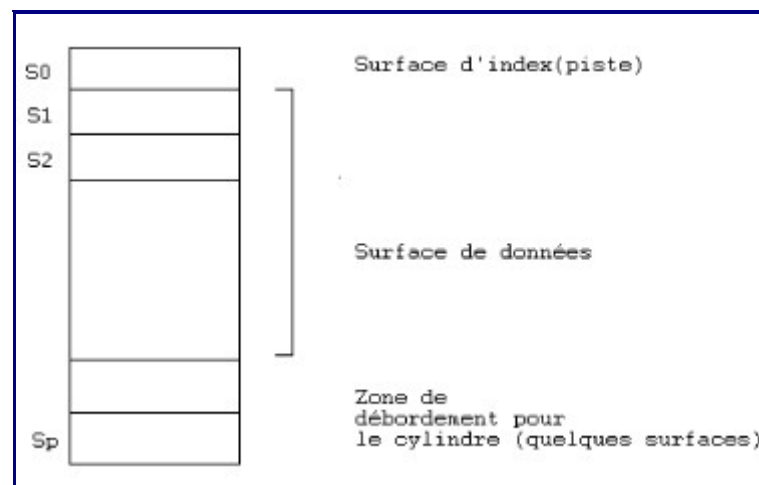 S0
Surface d'index(piste)
S1
S2
Surface de données
Zone de
débordement pour
le cylindre (quelques surfaces)
Sp